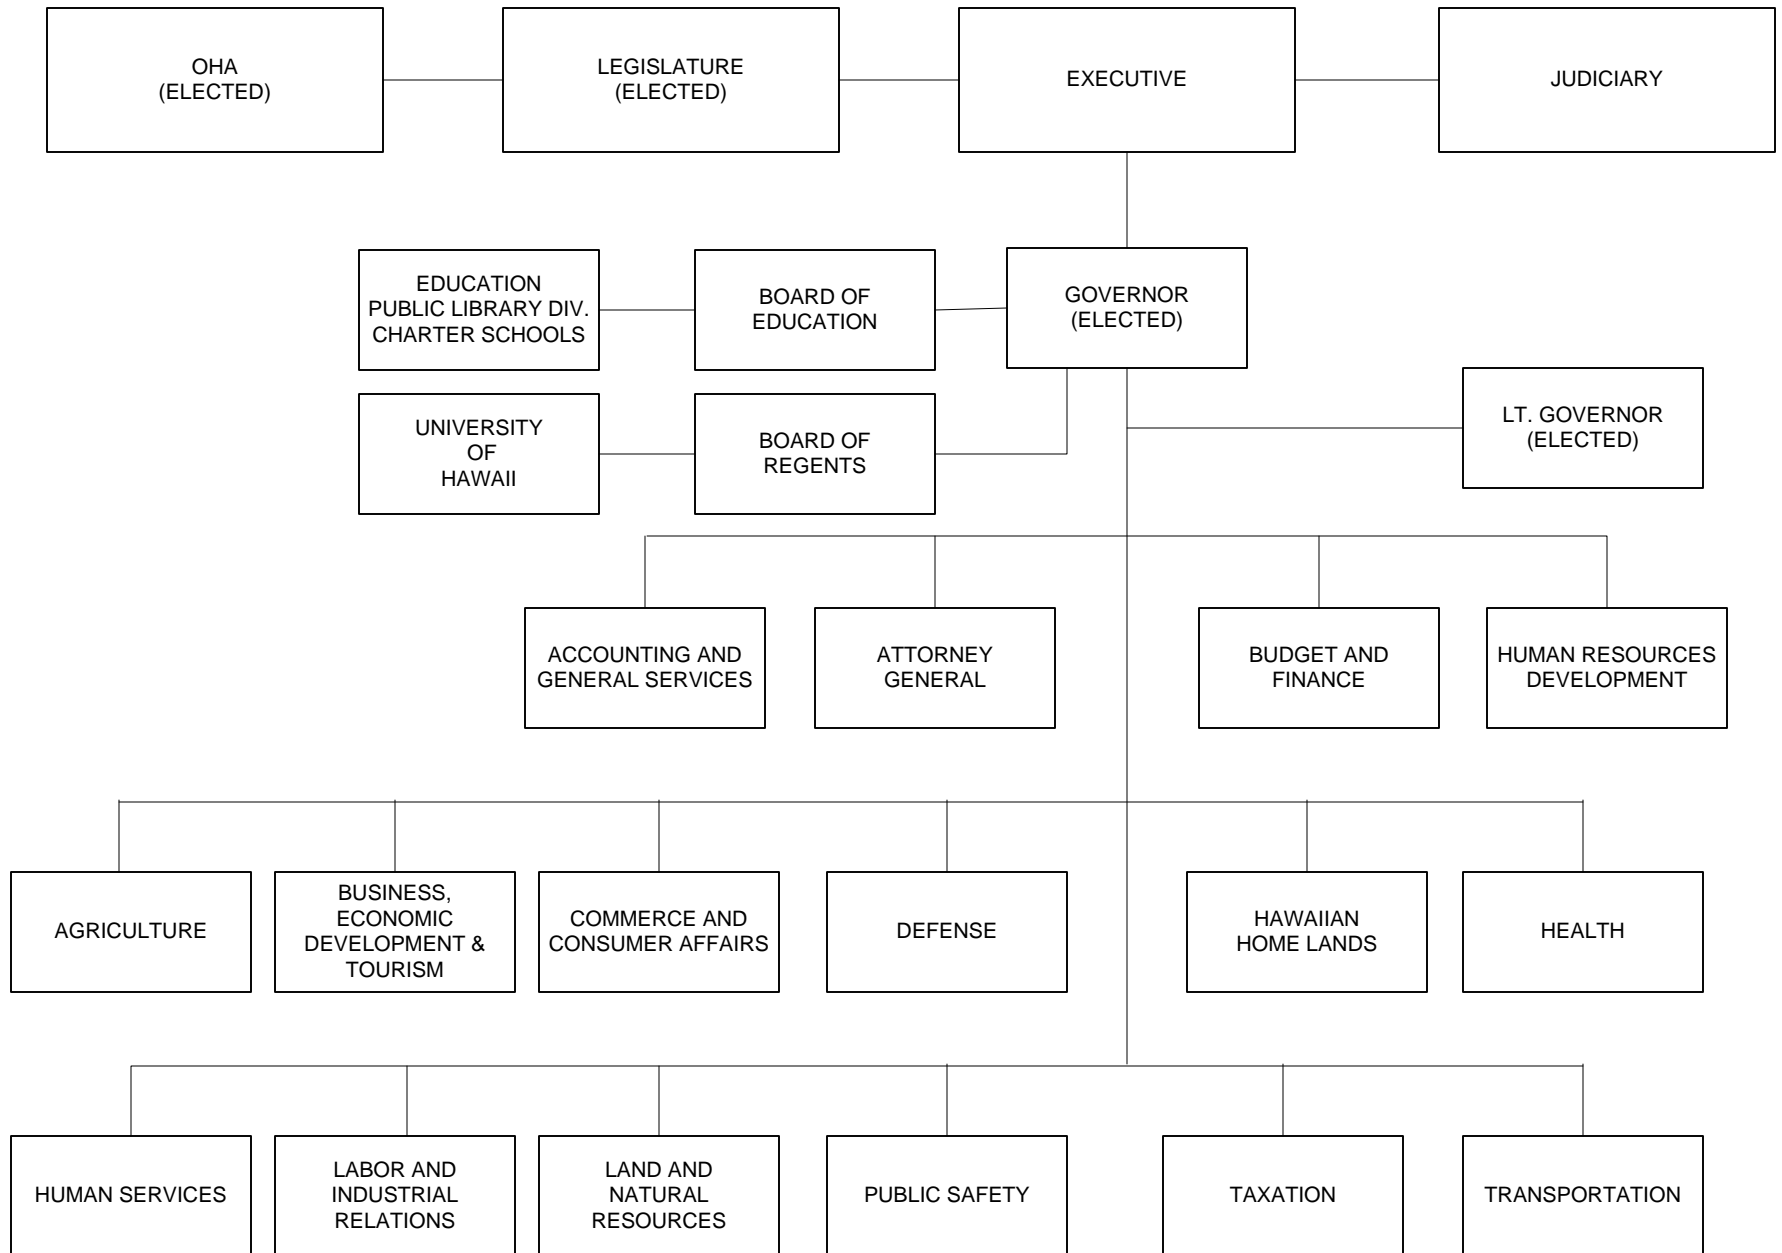 OHA
(ELECTED)
LEGISLATURE
(ELECTED)
EXECUTIVE
JUDICIARY
EDUCATION
PUBLIC LIBRARY DIV.
CHARTER SCHOOLS
BOARD OF
EDUCATION
GOVERNOR
(ELECTED)
UNIVERSITY
OF
HAWAII
BOARD OF
REGENTS
LT. GOVERNOR
(ELECTED)
ACCOUNTING AND
GENERAL SERVICES
ATTORNEY
GENERAL
BUDGET AND
FINANCE
HUMAN RESOURCES
DEVELOPMENT
AGRICULTURE
BUSINESS,
ECONOMIC
DEVELOPMENT &
TOURISM
COMMERCE AND
CONSUMER AFFAIRS
DEFENSE
HAWAIIAN
HOME LANDS
HEALTH
HUMAN SERVICES
LABOR AND
INDUSTRIAL
RELATIONS
LAND AND
NATURAL
RESOURCES
PUBLIC SAFETY
TAXATION
TRANSPORTATION